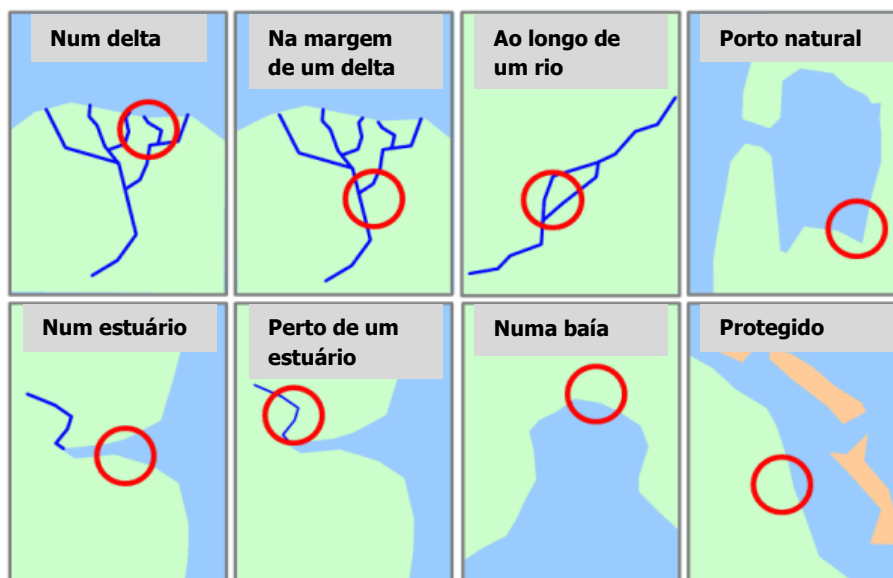 Num delta
Na margem
de um delta
Ao longo de
um rio
Porto natural
Num estuário
Perto de um
estuário
Numa baía
Protegido